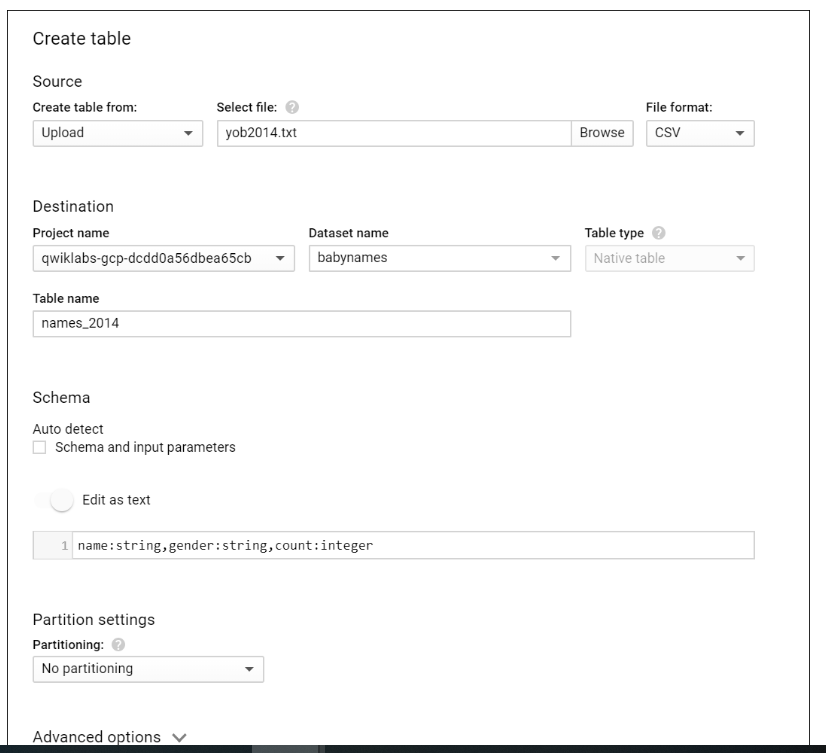 Create table
Source
Create table from: Select file: ? File format:
Upload yob2014.txt Browse CSV
Destination
Project name Dataset name Table type ?
qwiklabs-gcp-dcdd0a56dbea65cb babynames Native table
Table name
names_2014
Schema
Auto detect
Schema and input parameters
Edit as text
1 name:string,gender:string,count:integer
Partition settings
Partitioning: ?
No partitioning
Advanced options